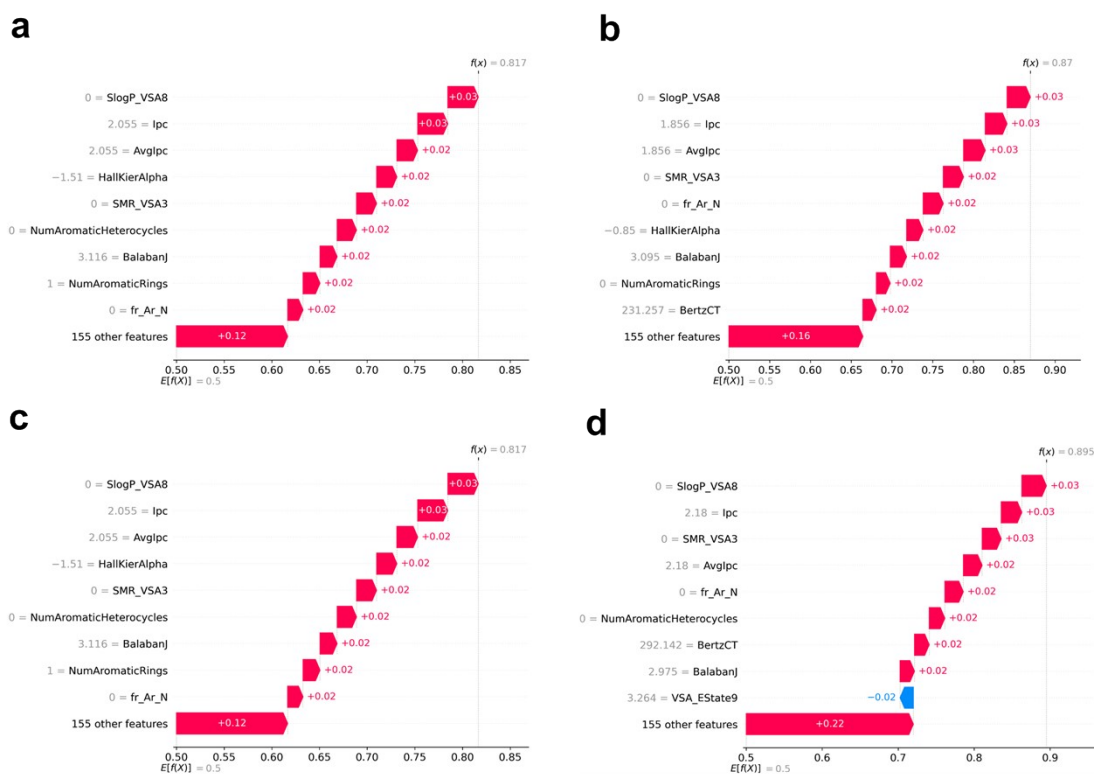 a
f(x) = 0.817
0 = SlogP_VSA8 +0.03
2.055 = Ipc +0.03
2.055 = AvgIpc +0.02
−1.51 = HallKierAlpha +0.02
0 = SMR_VSA3 +0.02
0 = NumAromaticHeterocycles +0.02
3.116 = BalabanJ +0.02
1 = NumAromaticRings +0.02
0 = fr_Ar_N +0.02
155 other features +0.12
0.50 0.55 0.60 0.65 0.70 0.75 0.80 0.85
E[f(X)] = 0.5
b
f(x) = 0.87
0 = SlogP_VSA8 +0.03
1.856 = Ipc +0.03
1.856 = AvgIpc +0.03
0 = SMR_VSA3 +0.02
0 = fr_Ar_N +0.02
−0.85 = HallKierAlpha +0.02
3.095 = BalabanJ +0.02
0 = NumAromaticRings +0.02
231.257 = BertzCT +0.02
155 other features +0.16
0.50 0.55 0.60 0.65 0.70 0.75 0.80 0.85 0.90
E[f(X)] = 0.5
c
f(x) = 0.817
0 = SlogP_VSA8 +0.03
2.055 = Ipc +0.03
2.055 = AvgIpc +0.02
−1.51 = HallKierAlpha +0.02
0 = SMR_VSA3 +0.02
0 = NumAromaticHeterocycles +0.02
3.116 = BalabanJ +0.02
1 = NumAromaticRings +0.02
0 = fr_Ar_N +0.02
155 other features +0.12
0.50 0.55 0.60 0.65 0.70 0.75 0.80 0.85
E[f(X)] = 0.5
d
f(x) = 0.895
0 = SlogP_VSA8 +0.03
2.18 = Ipc +0.03
0 = SMR_VSA3 +0.03
2.18 = AvgIpc +0.02
0 = fr_Ar_N +0.02
0 = NumAromaticHeterocycles +0.02
292.142 = BertzCT +0.02
2.975 = BalabanJ +0.02
3.264 = VSA_EState9 −0.02
155 other features +0.22
0.5 0.6 0.7 0.8 0.9
E[f(X)] = 0.5